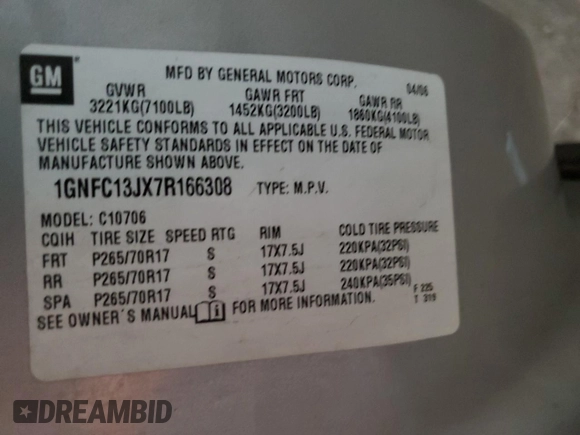 GM
MFD BY GENERAL MOTORS CORP. 04/06
GVWR GAWR FRT GAWR RR
3221KG(7100LB) 1452KG(3200LB) 1860KG(4100LB)
THIS VEHICLE CONFORMS TO ALL APPLICABLE U.S. FEDERAL MOTOR
VEHICLE SAFETY STANDARDS IN EFFECT ON THE DATE OF
MANUFACTURE SHOWN ABOVE.
1GNFC13JX7R166308 TYPE: M.P.V.
MODEL: C10706
CQIH TIRE SIZE SPEED RTG RIM COLD TIRE PRESSURE
FRT P265/70R17 S 17X7.5J 220KPA(32PSI)
RR P265/70R17 S 17X7.5J 220KPA(32PSI)
SPA P265/70R17 S 17X7.5J 240KPA(35PSI)
SEE OWNER'S MANUAL FOR MORE INFORMATION.
F 225
T 319
DREAMBID